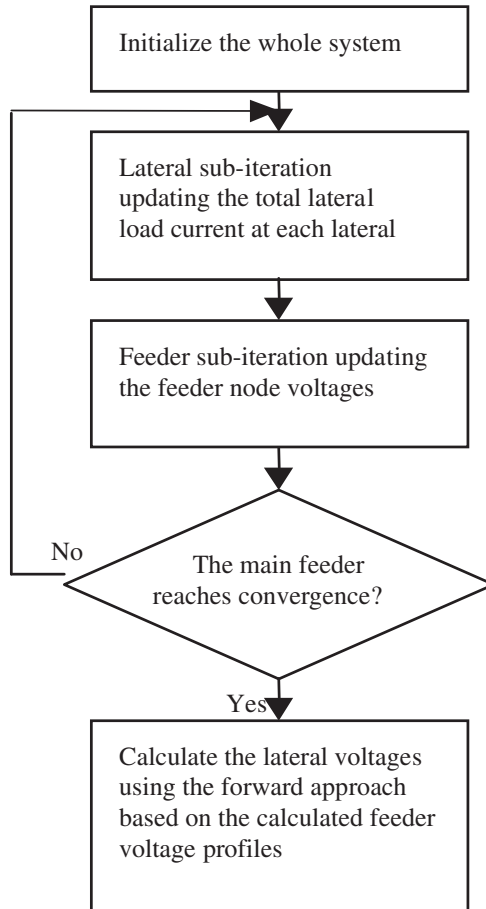 Initialize the whole system
Lateral sub-iteration
updating the total lateral
load current at each lateral
Feeder sub-iteration updating
the feeder node voltages
No
The main feeder
reaches convergence?
Yes
Calculate the lateral voltages
using the forward approach
based on the calculated feeder
voltage profiles